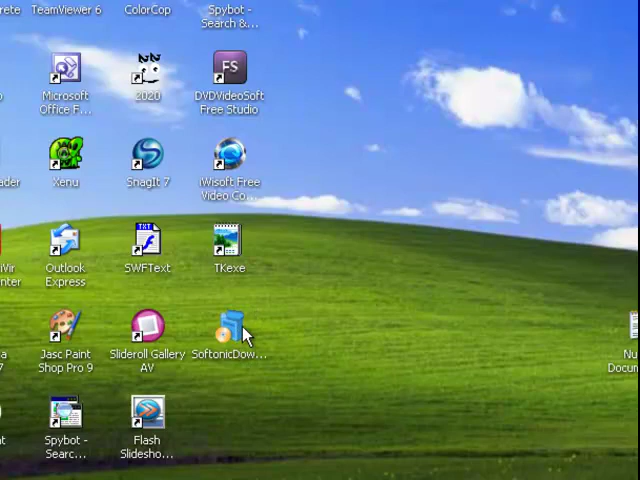 rete
TeamViewer 6
ColorCop
Spybot -
Search &...
Microsoft
Office F...
2020
FS
DVDVideoSoft
Free Studio
ader
Xenu
SnagIt 7
iWisoft Free
Video Co...
iVir
nter
Outlook
Express
TXT
SWFText
TKexe
a
7
Jasc Paint
Shop Pro 9
Slideroll Gallery
AV
SoftonicDow...
Nu
Docum
t
Spybot -
Searc...
Flash
Slidesho...